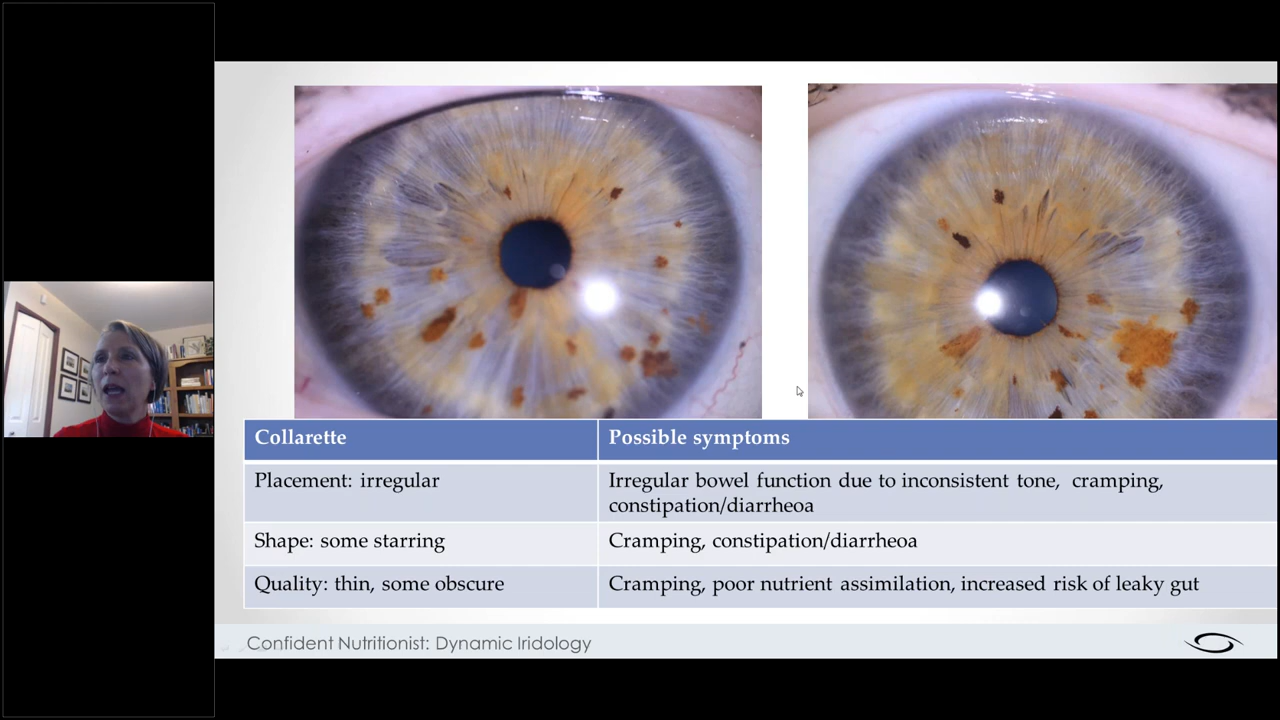 Collarette
Possible symptoms
Placement: irregular
Irregular bowel function due to inconsistent tone, cramping,
constipation/diarrheoa
Shape: some starring
Cramping, constipation/diarrheoa
Quality: thin, some obscure
Cramping, poor nutrient assimilation, increased risk of leaky gut
Confident Nutritionist: Dynamic Iridology